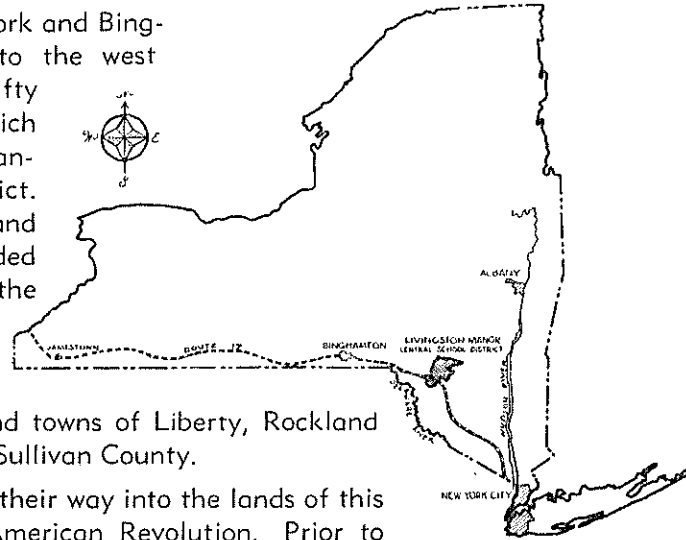 ork and Bing-
to the west
fty
ich
an-
ict.
and
ded
the
W E
S
ALBANY
JAMESTOWN
ROUTE 17
BINGHAMTON
LIVINGSTON MANOR
CENTRAL SCHOOL DISTRICT
HUDSON RIVER
NEW YORK CITY
nd towns of Liberty, Rockland
Sullivan County.
their way into the lands of this
American Revolution. Prior to